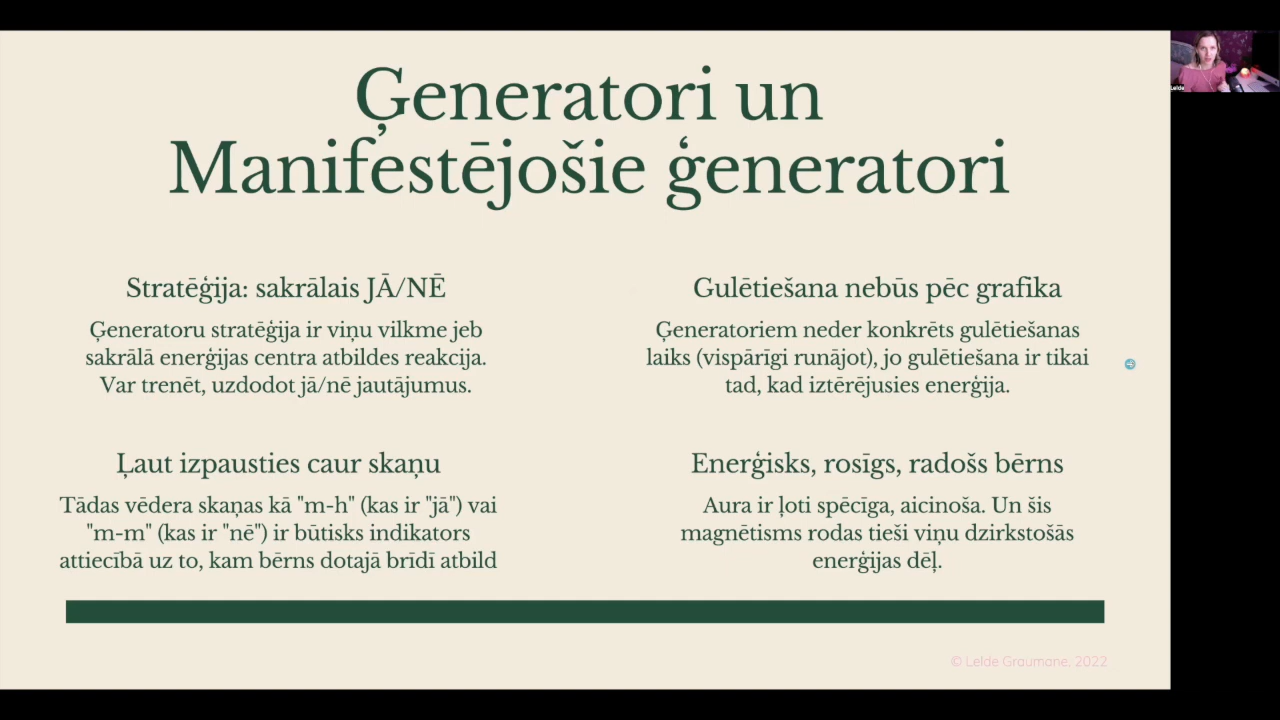 Ģeneratori un
Manifestējošie ģeneratori
Stratēģija: sakrālais JĀ/NĒ
Ģeneratoru stratēģija ir viņu vilkme jeb
sakrālā enerģijas centra atbildes reakcija.
Var trenēt, uzdodot jā/nē jautājumus.
Gulētiešana nebūs pēc grafika
Ģeneratoriem neder konkrēts gulētiešanas
laiks (vispārīgi runājot), jo gulētiešana ir tikai
tad, kad iztērējusies enerģija.
Ļaut izpausties caur skaņu
Tādas vēdera skaņas kā "m-h" (kas ir "jā") vai
"m-m" (kas ir "nē") ir būtisks indikators
attiecībā uz to, kam bērns dotajā brīdī atbild
Enerģisks, rosīgs, radošs bērns
Aura ir ļoti spēcīga, aicinoša. Un šis
magnētisms rodas tieši viņu dzirkstošās
enerģijas dēļ.
© Lelde Graumane, 2022
Lelde